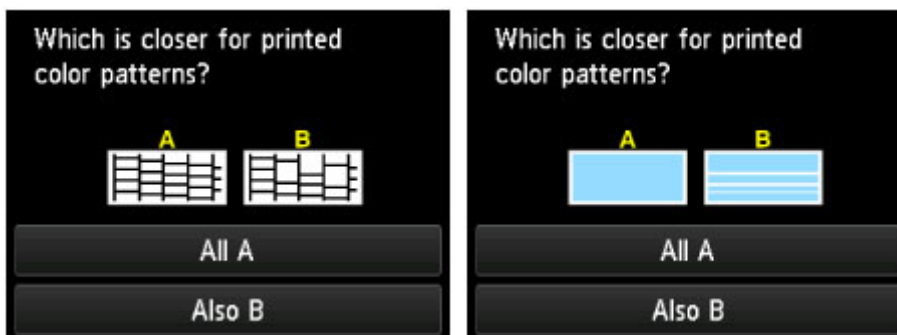 Which is closer for printed
color patterns?
A B
All A
Also B
Which is closer for printed
color patterns?
A B
All A
Also B